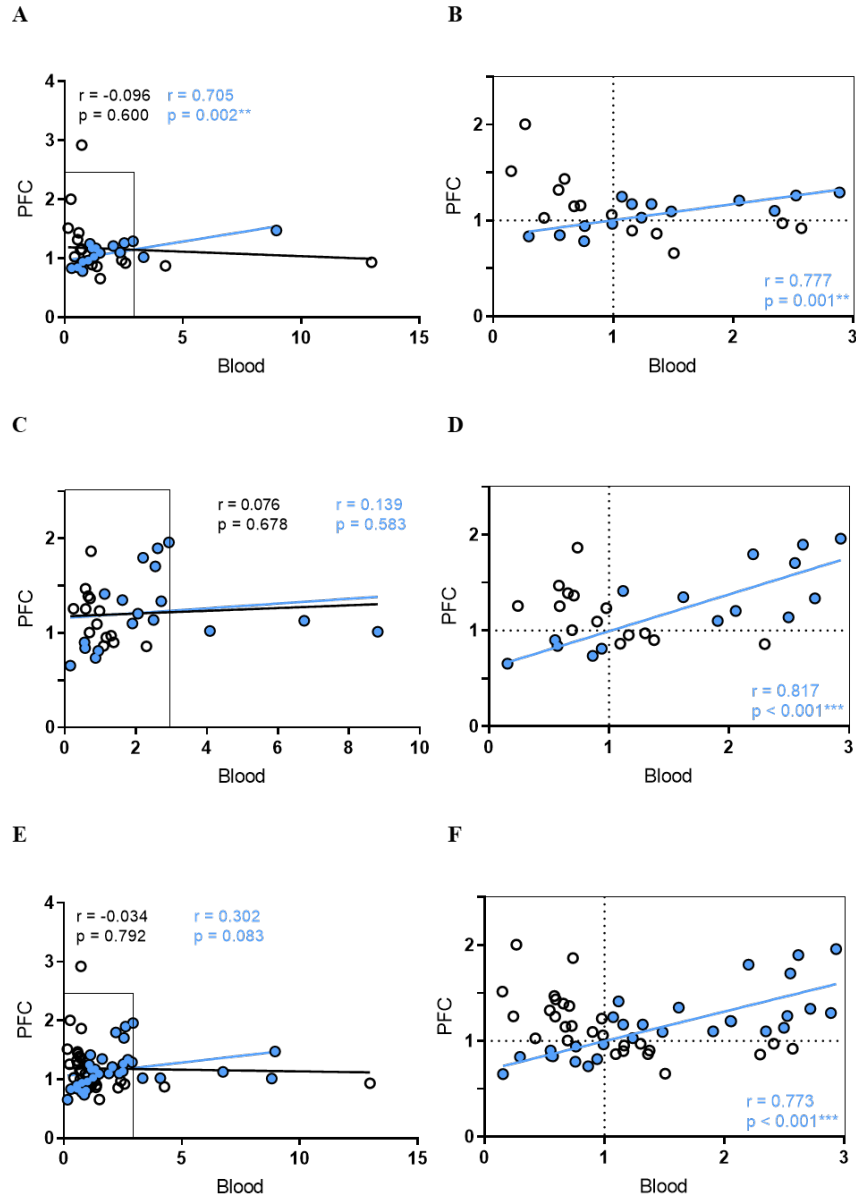 A
r = -0.096 r = 0.705
p = 0.600 p = 0.002**
4
3
2
1
0
PFC
0 5 10 15
Blood
B
2
1
0
PFC
r = 0.777
p = 0.001**
0 1 2 3
Blood
C
r = 0.076 r = 0.139
p = 0.678 p = 0.583
2
1
0
PFC
0 2 4 6 8 10
Blood
D
2
1
0
PFC
r = 0.817
p < 0.001***
0 1 2 3
Blood
E
r = -0.034 r = 0.302
p = 0.792 p = 0.083
4
3
2
1
0
PFC
0 5 10 15
Blood
F
2
1
0
PFC
r = 0.773
p < 0.001***
0 1 2 3
Blood